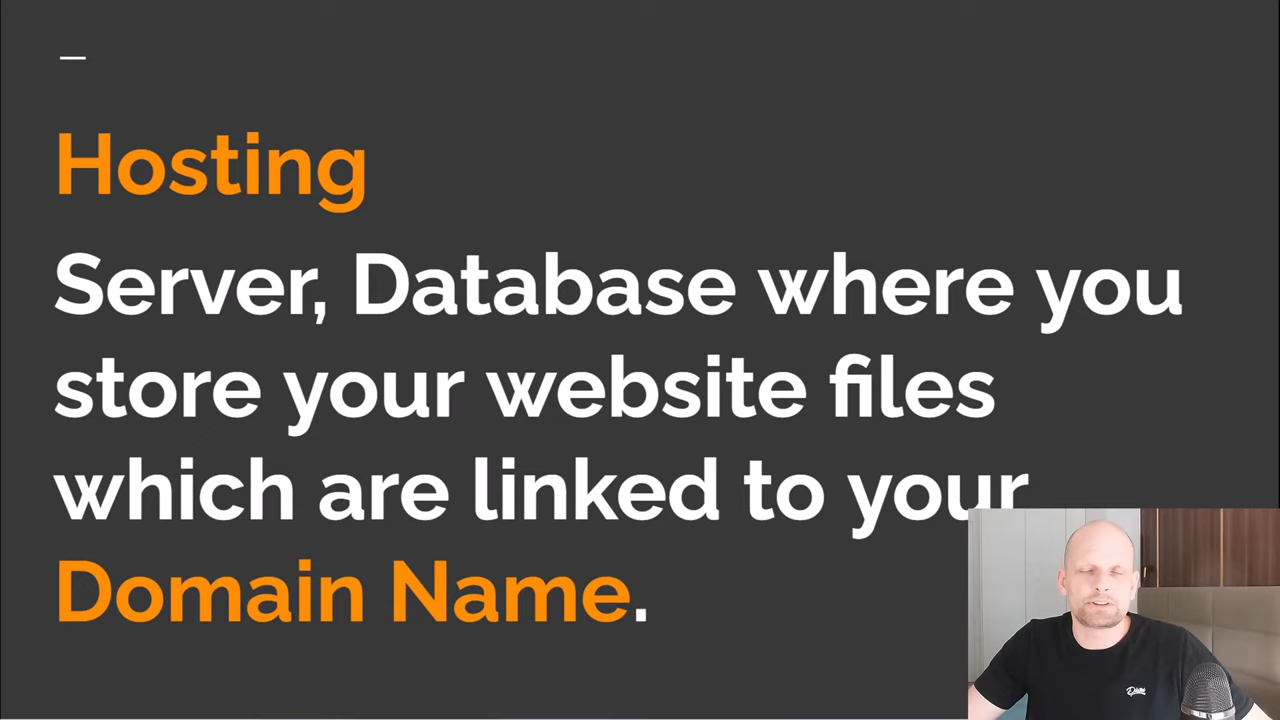 Hosting
Server, Database where you
store your website files
which are linked to your
Domain Name.